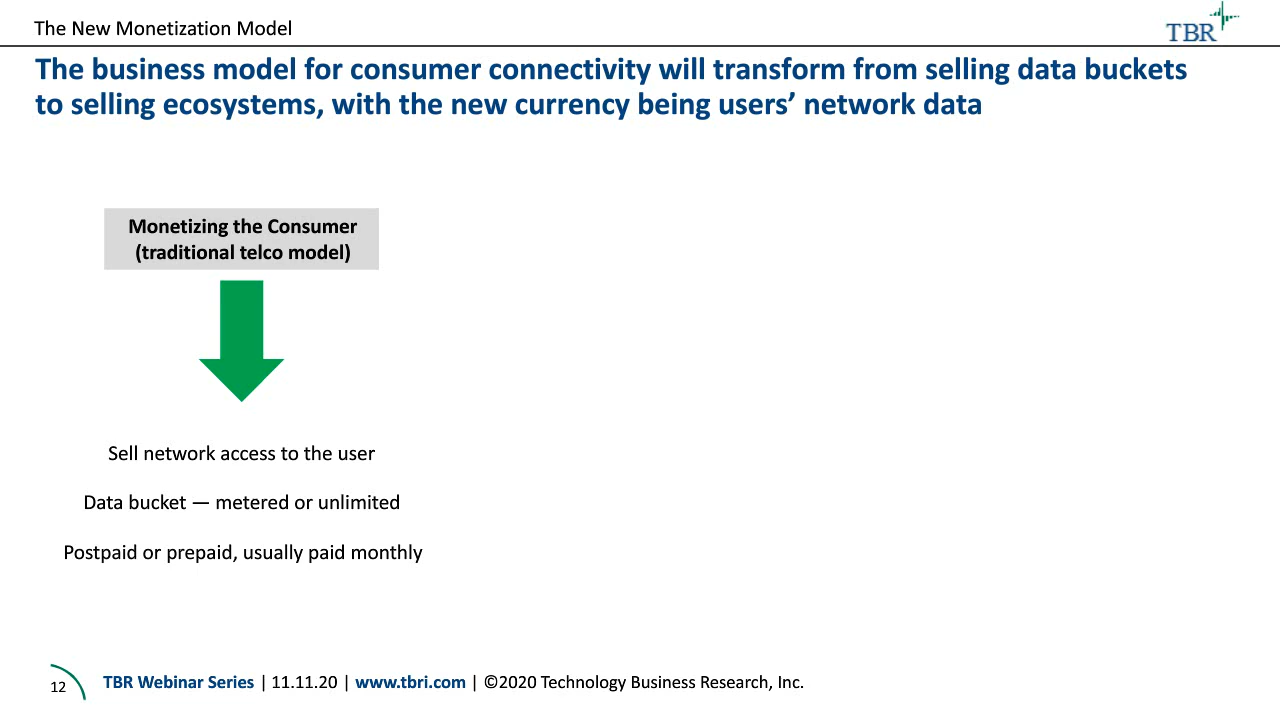 The New Monetization Model
TBR
The business model for consumer connectivity will transform from selling data buckets
to selling ecosystems, with the new currency being users’ network data
Monetizing the Consumer
(traditional telco model)
Sell network access to the user
Data bucket — metered or unlimited
Postpaid or prepaid, usually paid monthly
12
TBR Webinar Series | 11.11.20 | www.tbri.com | ©2020 Technology Business Research, Inc.